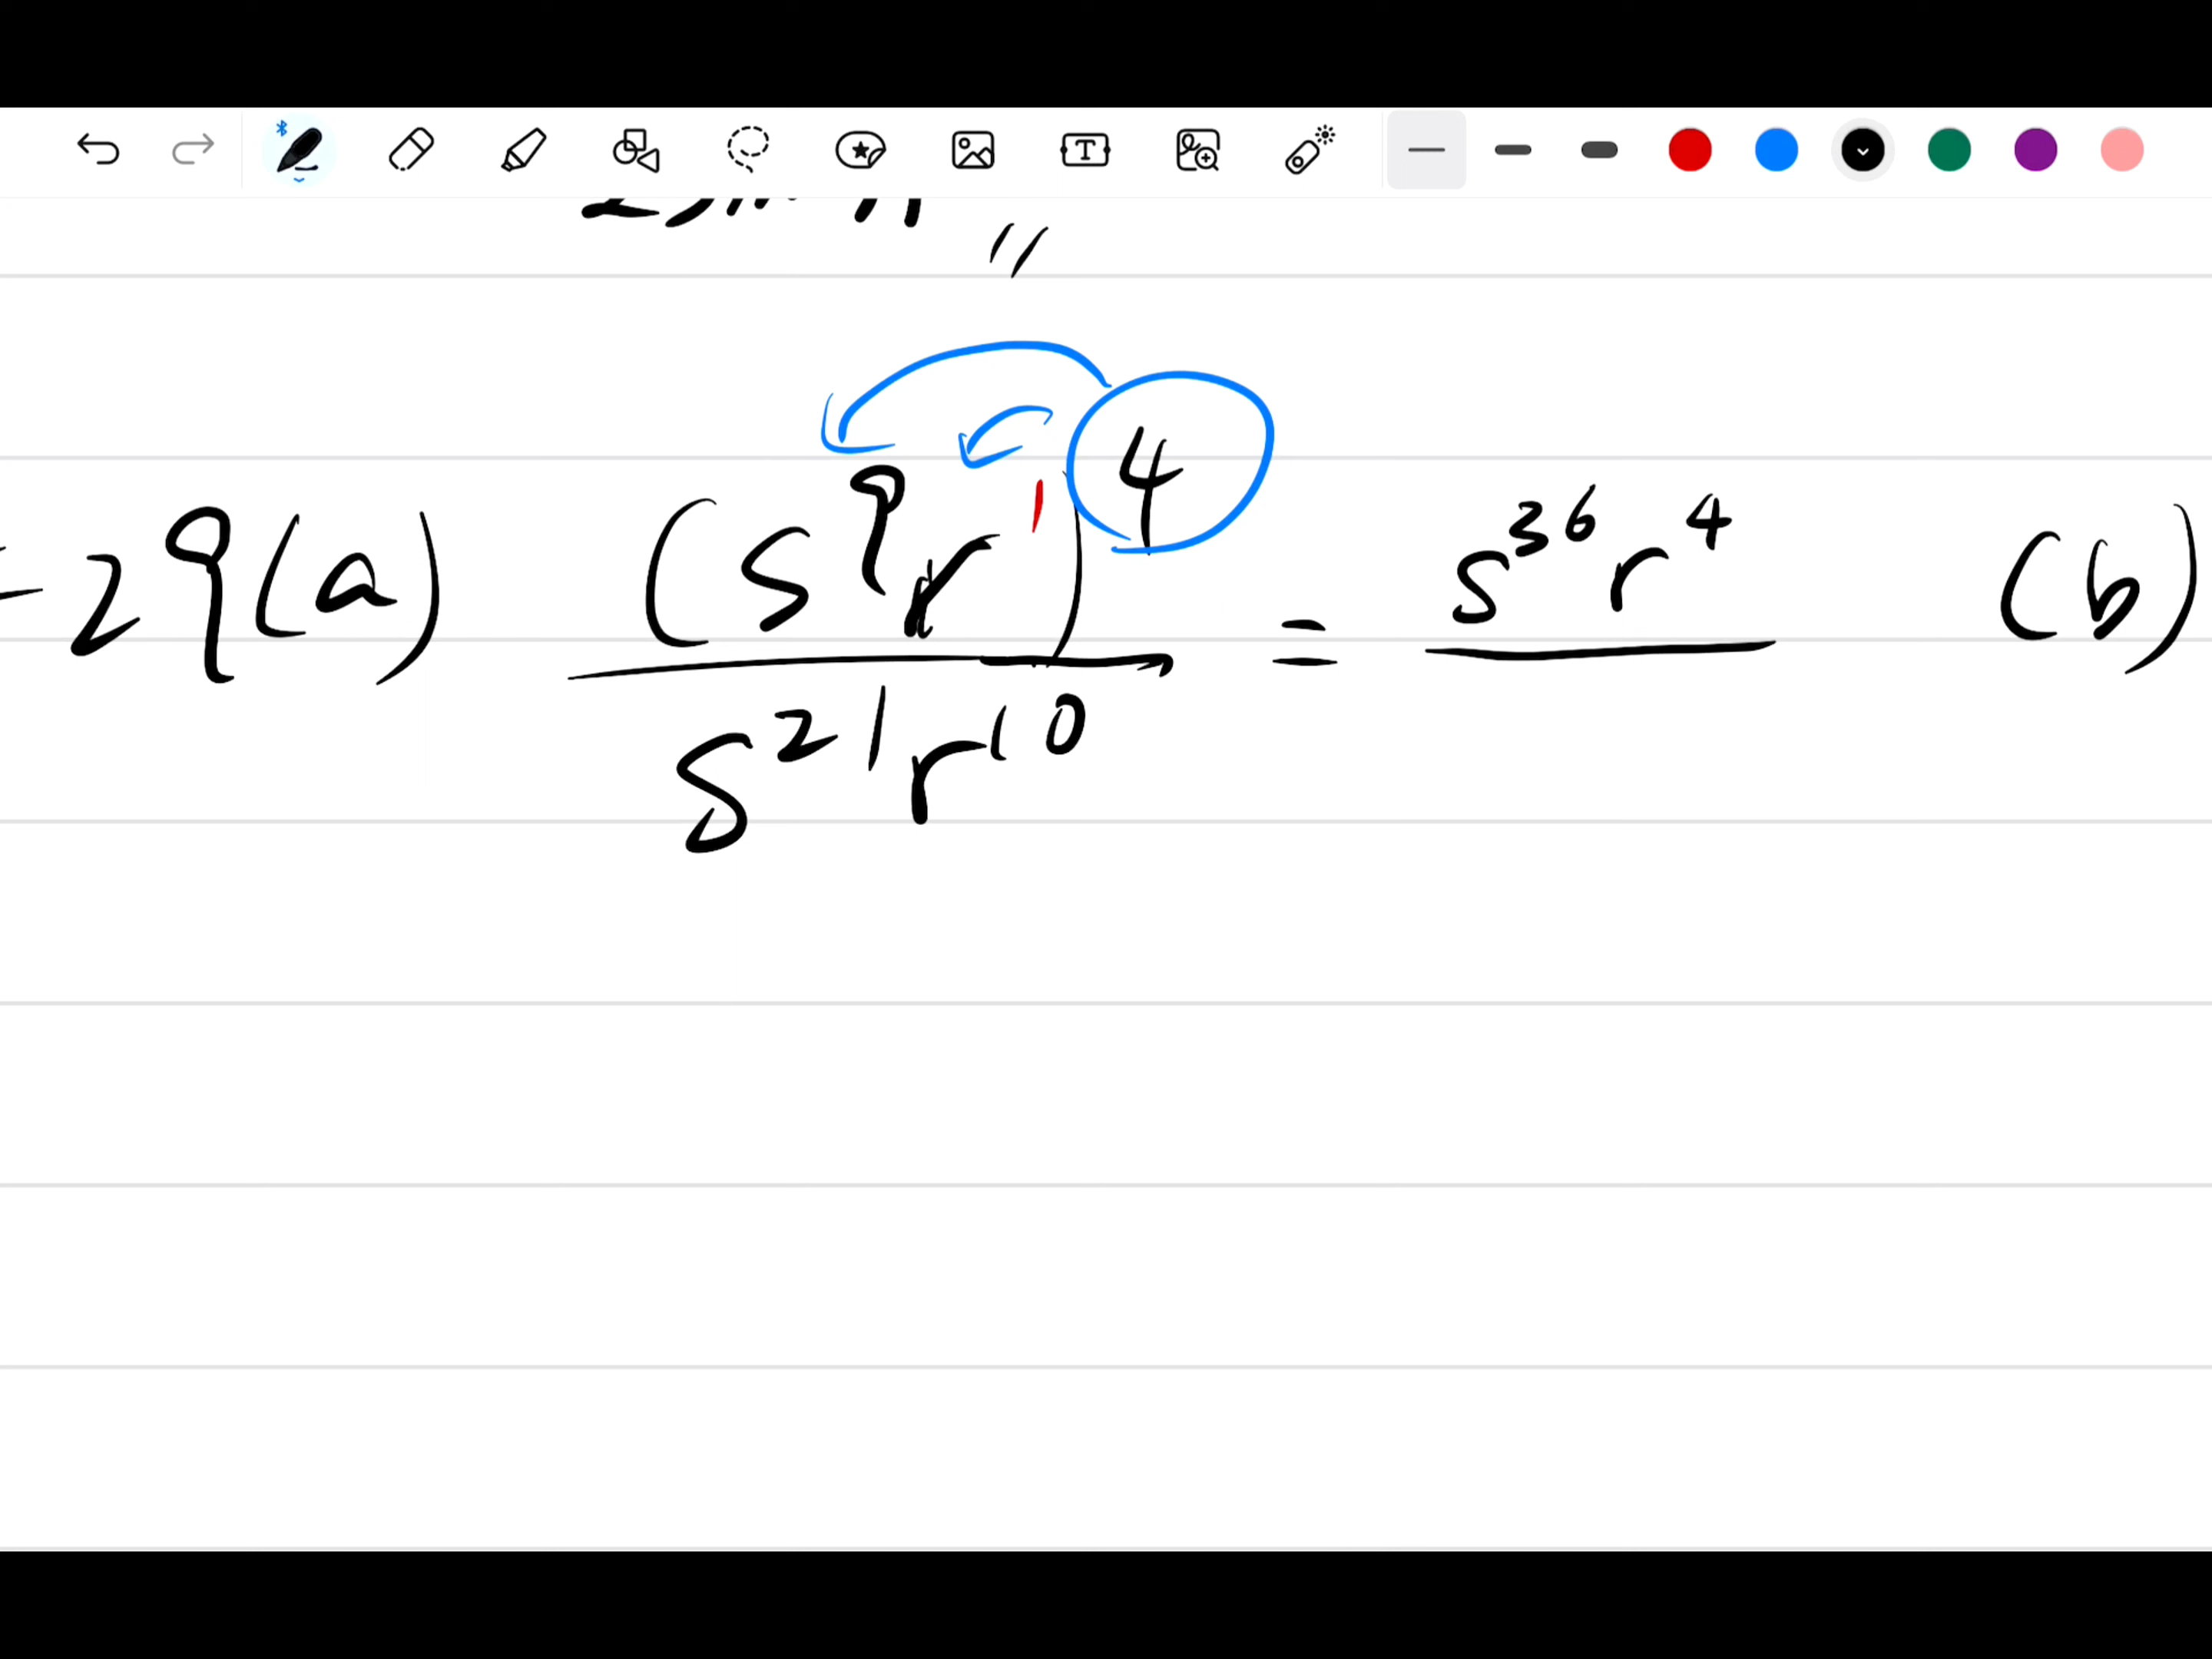 29(a) (s⁹r¹)⁴ / s²¹r¹⁰ = s³⁶r⁴ / (b)